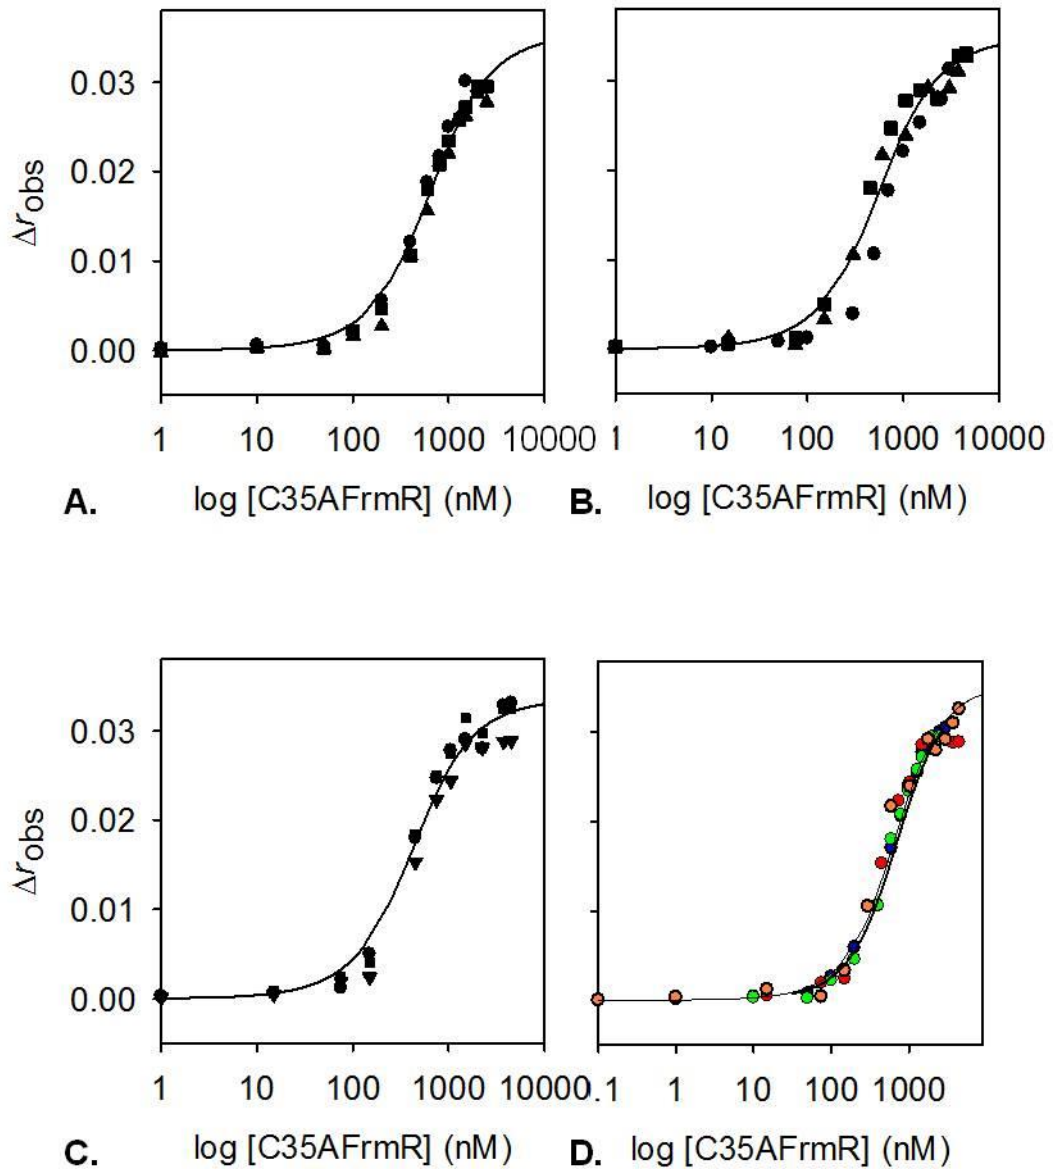 0.03
0.02
0.01
0.00
Δrobs
1 10 100 1000 10000
1 10 100 1000 10000
A. log [C35AFrmR] (nM)
B. log [C35AFrmR] (nM)
0.03
0.02
0.01
0.00
Δrobs
1 10 100 1000 10000
.1 1 10 100 1000
C. log [C35AFrmR] (nM)
D. log [C35AFrmR] (nM)